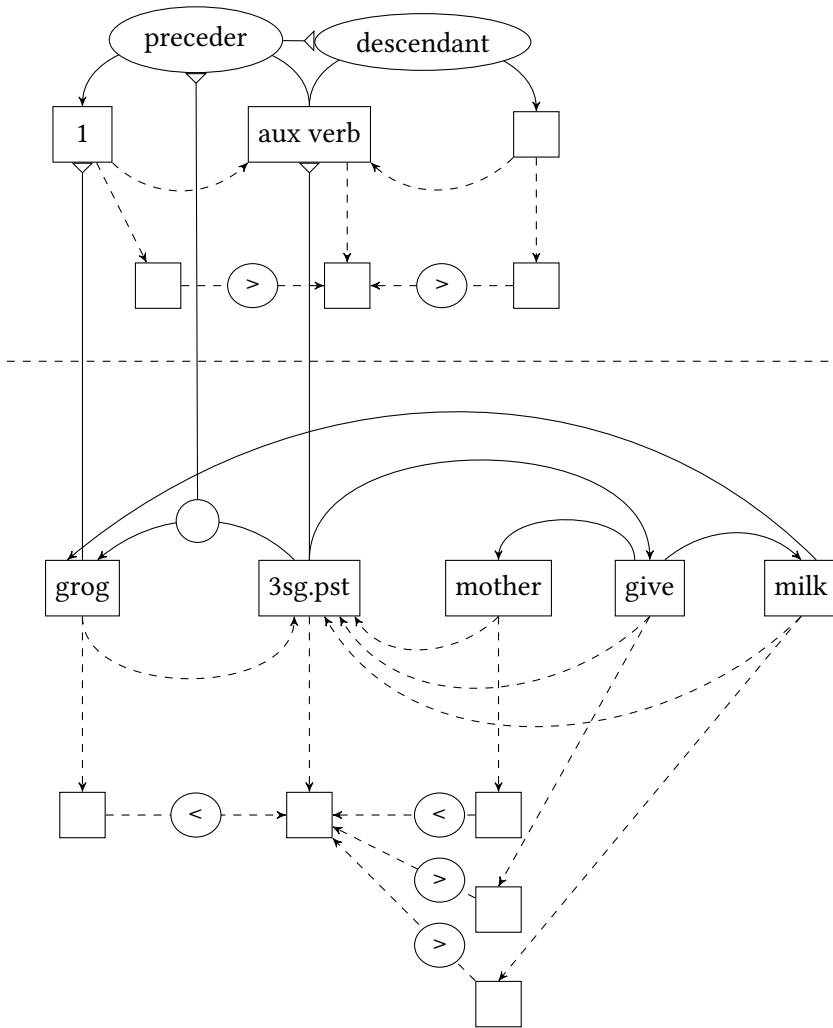 preceder descendant
1 aux verb
> >
grog 3sg.pst mother give milk
< <
>
>